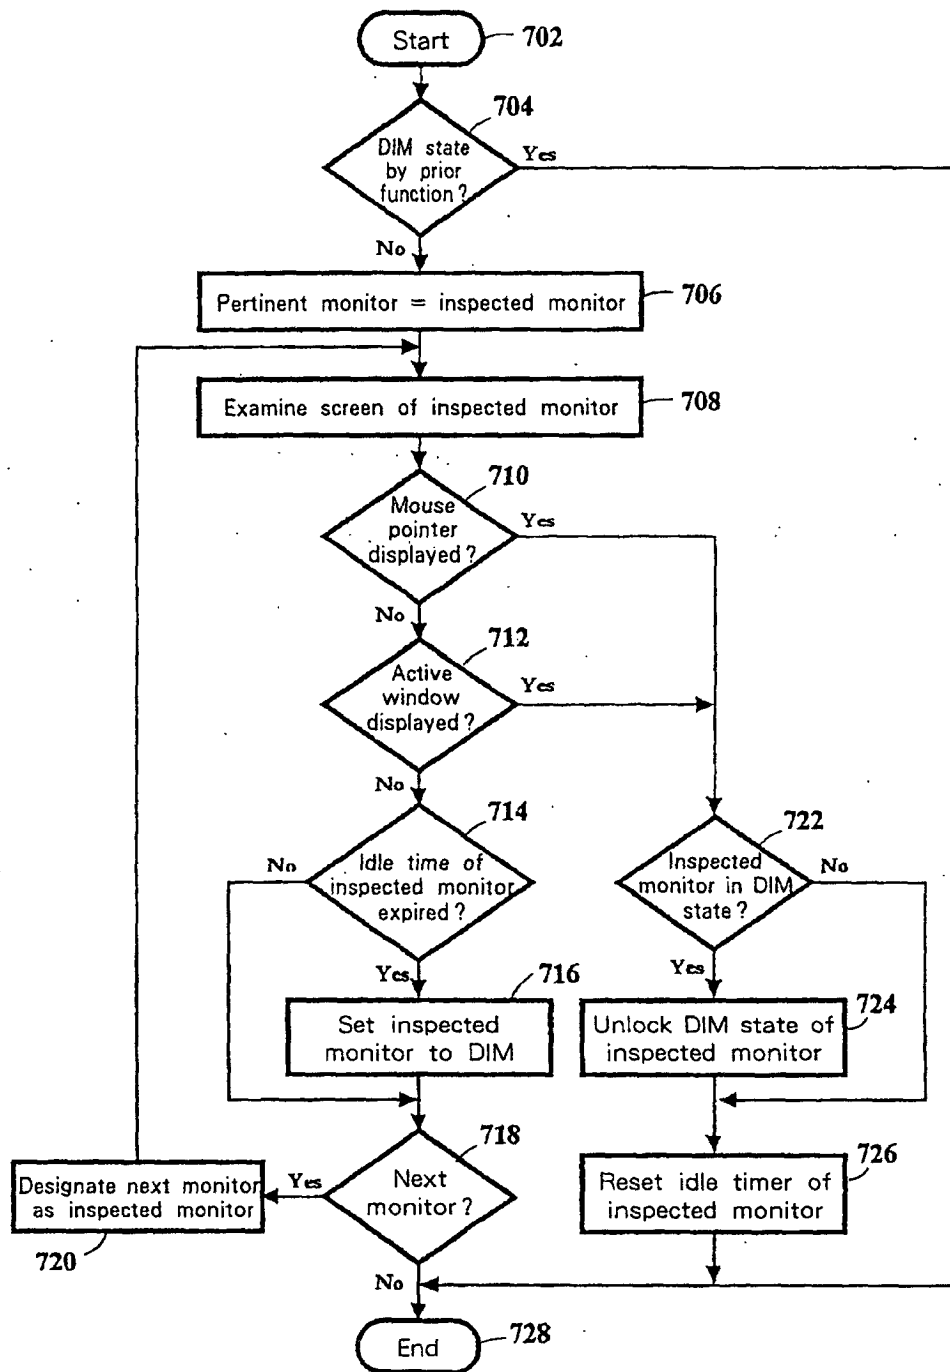 Start
702
704
DIM state
by prior
function?
Yes
No
Pertinent monitor = inspected monitor
706
Examine screen of inspected monitor
708
710
Mouse
pointer
displayed?
Yes
No
712
Active
window
displayed?
Yes
No
714
Idle time of
inspected monitor
expired?
No
Yes
722
Inspected
monitor in DIM
state?
No
Yes
716
Set inspected
monitor to DIM
724
Unlock DIM state of
inspected monitor
718
Next
monitor?
Yes
No
Designate next monitor
as inspected monitor
720
726
Reset idle timer of
inspected monitor
End
728